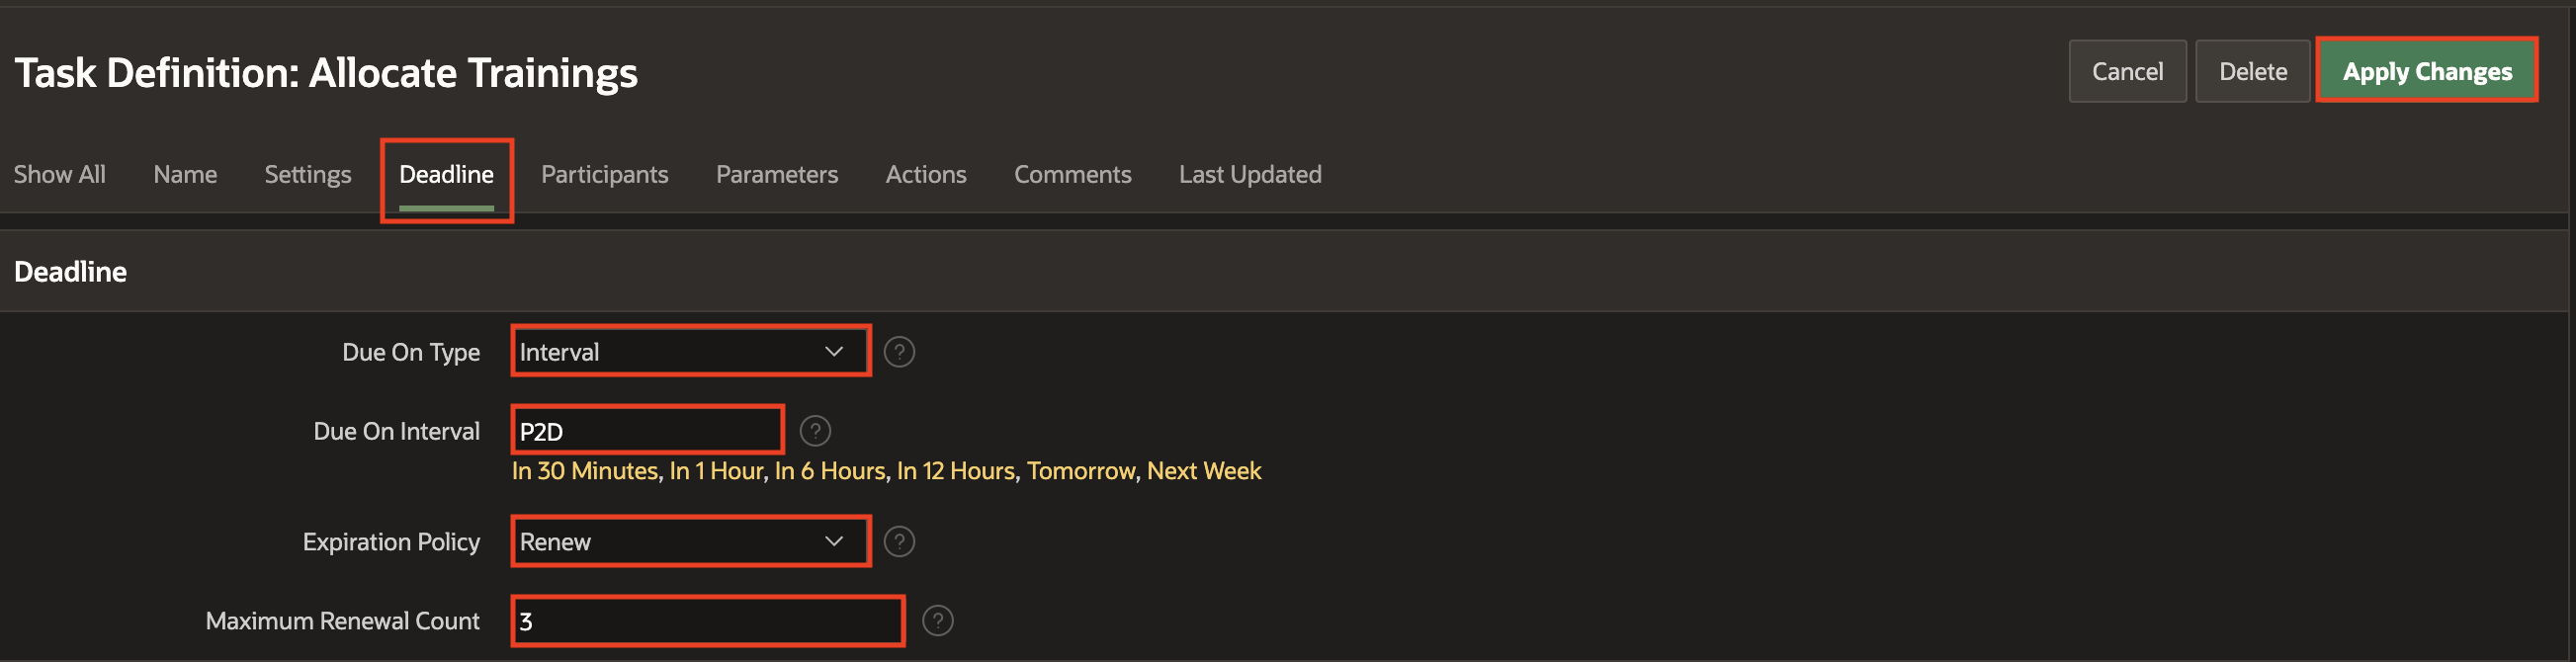 Task Definition: Allocate Trainings
Cancel Delete Apply Changes
Show All Name Settings Deadline Participants Parameters Actions Comments Last Updated
Deadline
Due On Type Interval ?
Due On Interval P2D ?
In 30 Minutes, In 1 Hour, In 6 Hours, In 12 Hours, Tomorrow, Next Week
Expiration Policy Renew ?
Maximum Renewal Count 3 ?